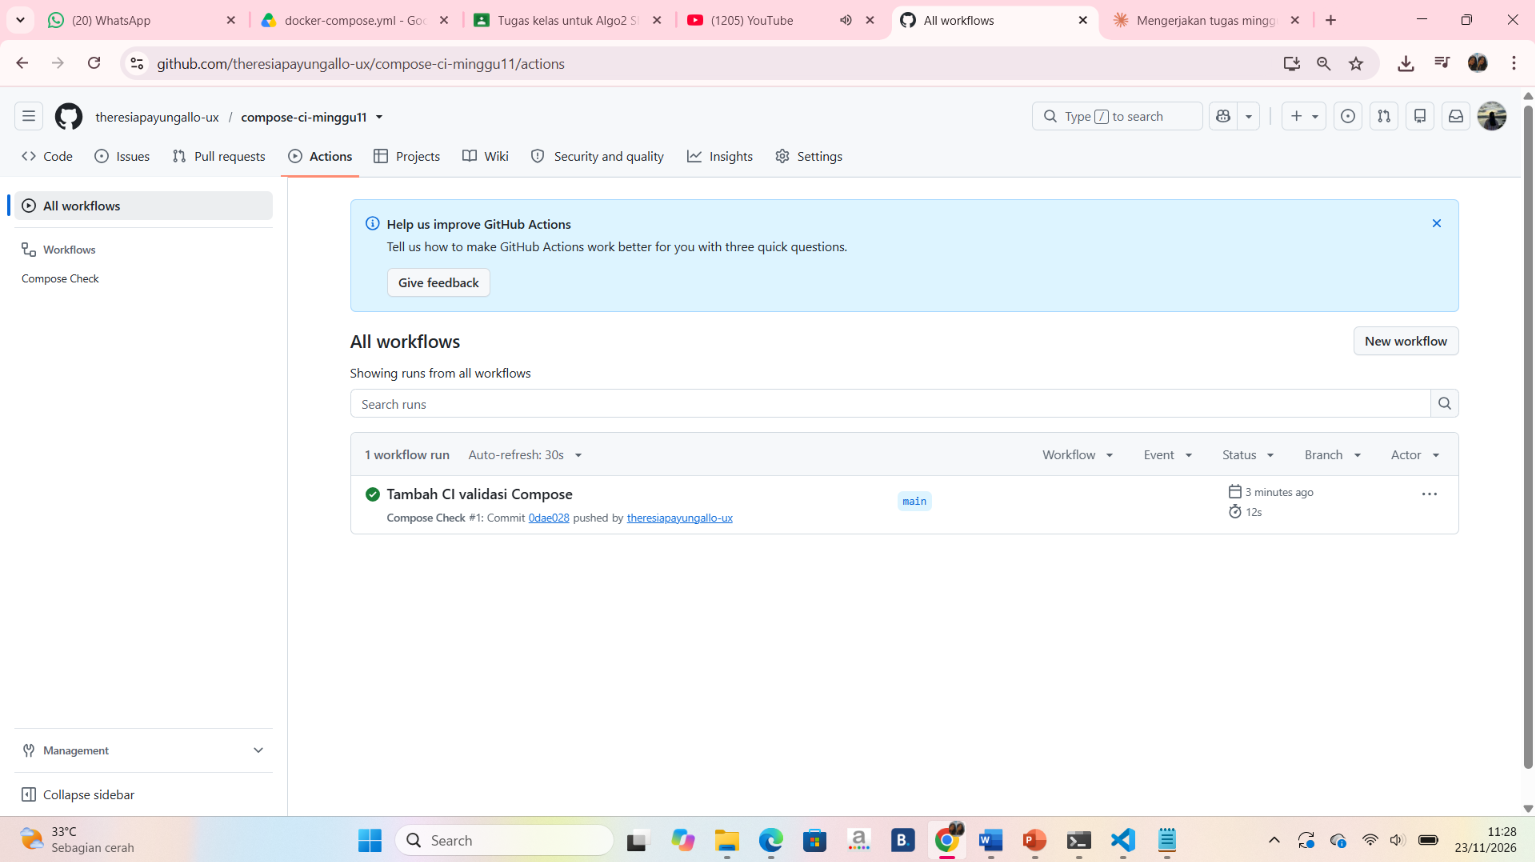 (20) WhatsApp
docker-compose.yml - Goo
Tugas kelas untuk Algo2 S
(1205) YouTube
All workflows
Mengerjakan tugas mingg
github.com/theresiapayungallo-ux/compose-ci-minggu11/actions
theresiapayungallo-ux / compose-ci-minggu11
Type / to search
Code
Issues
Pull requests
Actions
Projects
Wiki
Security and quality
Insights
Settings
All workflows
Workflows
Compose Check
Management
Collapse sidebar
Help us improve GitHub Actions
Tell us how to make GitHub Actions work better for you with three quick questions.
Give feedback
All workflows
New workflow
Showing runs from all workflows
Search runs
1 workflow run
Auto-refresh: 30s
Workflow
Event
Status
Branch
Actor
Tambah CI validasi Compose
main
3 minutes ago
Compose Check #1: Commit 0dae028 pushed by theresiapayungallo-ux
12s
33°C
Sebagian cerah
Search
a
B.
W
P
11:28
23/11/2026